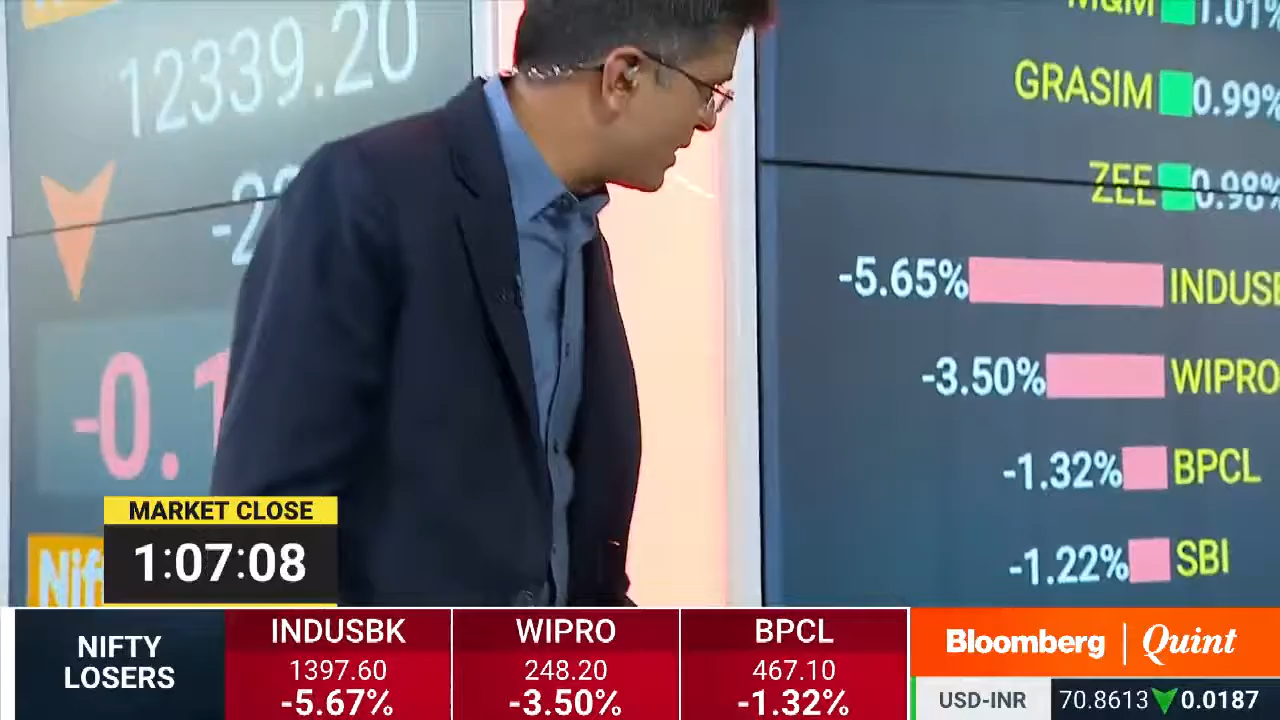 12339.20
-0.1
M&M 1.01%
GRASIM 0.99%
ZEE 0.98%
-5.65% INDUSB
-3.50% WIPRO
-1.32% BPCL
-1.22% SBI
MARKET CLOSE
1:07:08
NIFTY LOSERS
INDUSBK
1397.60
-5.67%
WIPRO
248.20
-3.50%
BPCL
467.10
-1.32%
Bloomberg | Quint
USD-INR 70.8613 0.0187